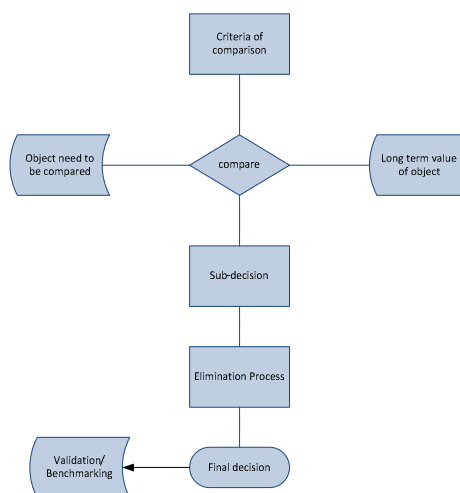 Criteria of
comparison
Object need to
be compared
compare
Long term value
of object
Sub-decision
Elimination Process
Validation/
Benchmarking
Final decision